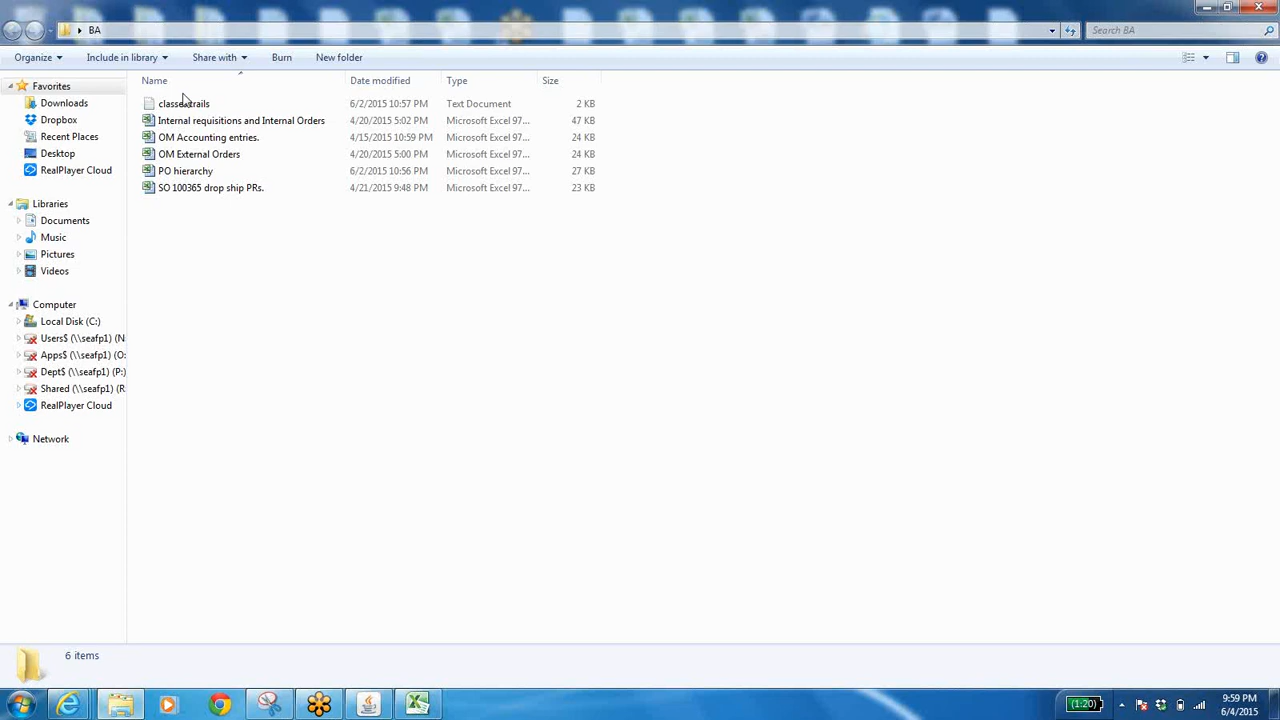 BA
Search BA
Organize Include in library Share with Burn New folder
Name Date modified Type Size
Favorites
Downloads
Dropbox
Recent Places
Desktop
RealPlayer Cloud
Libraries
Documents
Music
Pictures
Videos
Computer
Local Disk (C:)
Users$ (\\seafp1) (N
Apps$ (\\seafp1) (O:
Dept$ (\\seafp1) (P:)
Shared (\\seafp1) (R
RealPlayer Cloud
Network
6/2/2015 10:57 PM Text Document 2 KB
Internal requisitions and Internal Orders 4/20/2015 5:02 PM Microsoft Excel 97... 47 KB
OM Accounting entries. 4/15/2015 10:59 PM Microsoft Excel 97... 24 KB
OM External Orders 4/20/2015 5:00 PM Microsoft Excel 97... 24 KB
PO hierarchy 6/2/2015 10:56 PM Microsoft Excel 97... 27 KB
SO 100365 drop ship PRs. 4/21/2015 9:48 PM Microsoft Excel 97... 23 KB
6 items
(1:20)
9:59 PM
6/4/2015